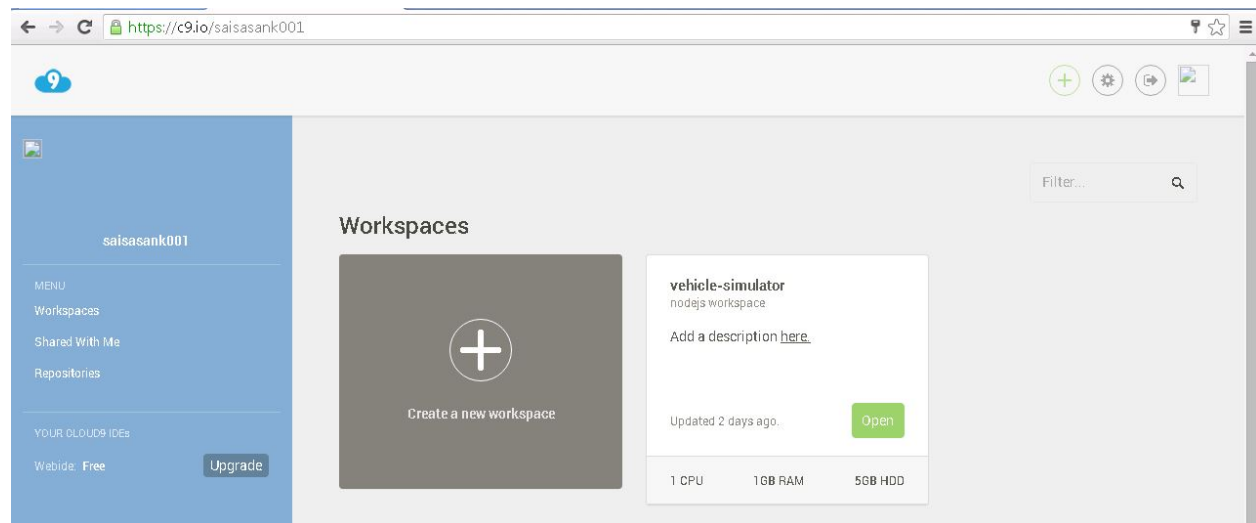 https://c9.io/saisasank001
9
Filter...
saisasank001
Workspaces
MENU
Workspaces
Shared With Me
Repositories
Create a new workspace
vehicle-simulator
nodejs workspace
Add a description here.
Updated 2 days ago.
Open
1 CPU 1GB RAM 5GB HDD
YOUR CLOUD9 IDEs
Webide: Free Upgrade